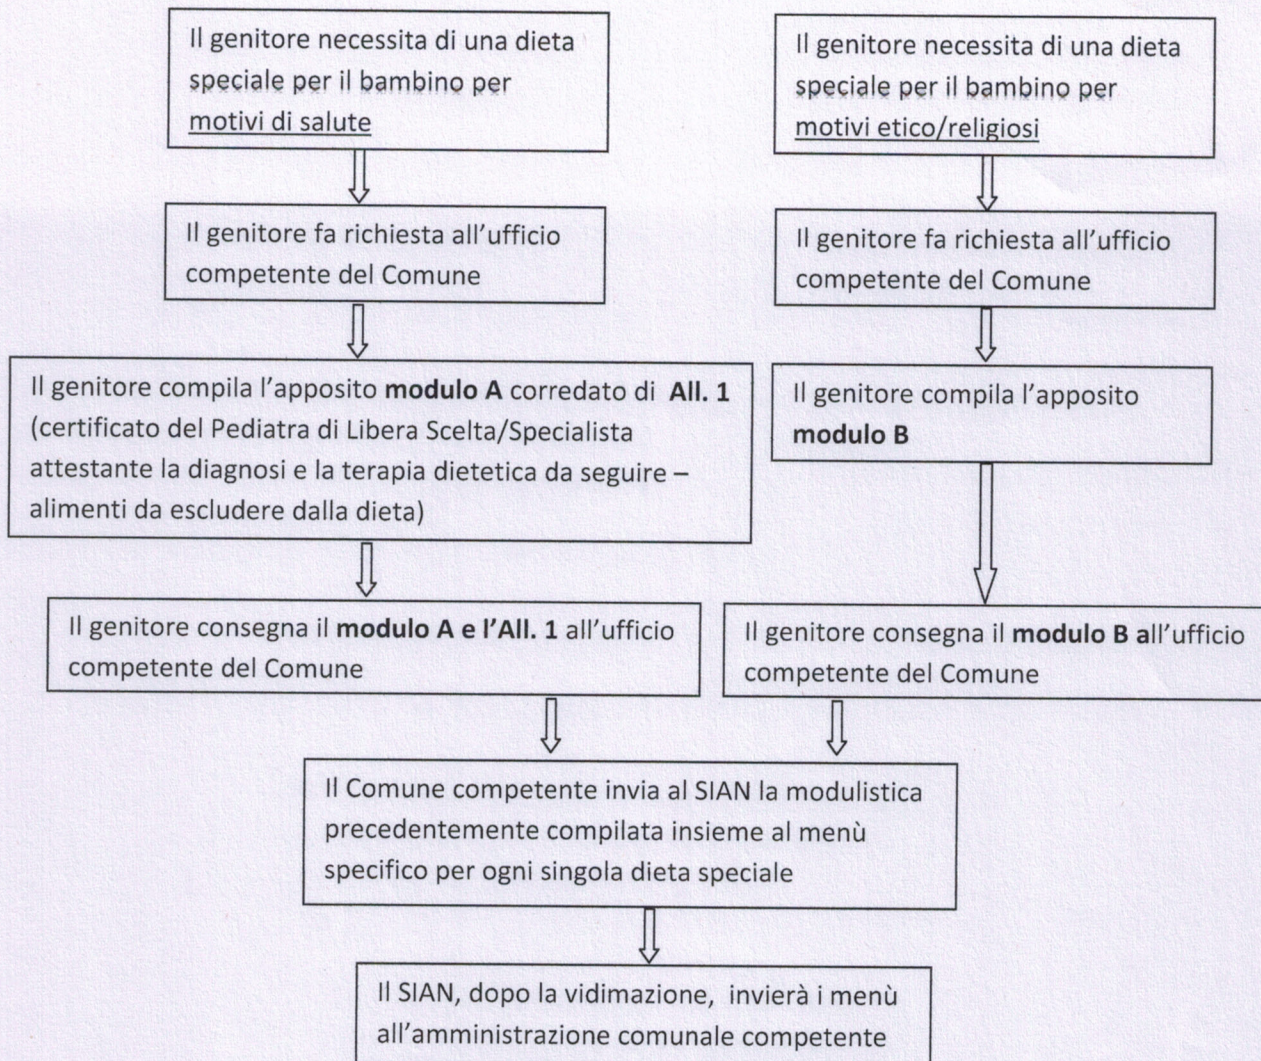 Il genitore necessita di una dieta
speciale per il bambino per
motivi di salute
Il genitore necessita di una dieta
speciale per il bambino per
motivi etico/religiosi
Il genitore fa richiesta all'ufficio
competente del Comune
Il genitore fa richiesta all'ufficio
competente del Comune
Il genitore compila l'apposito modulo A corredato di All. 1
(certificato del Pediatra di Libera Scelta/Specialista
attestante la diagnosi e la terapia dietetica da seguire –
alimenti da escludere dalla dieta)
Il genitore compila l'apposito
modulo B
Il genitore consegna il modulo A e l'All. 1 all'ufficio
competente del Comune
Il genitore consegna il modulo B all'ufficio
competente del Comune
Il Comune competente invia al SIAN la modulistica
precedentemente compilata insieme al menù
specifico per ogni singola dieta speciale
Il SIAN, dopo la vidimazione, invierà i menù
all'amministrazione comunale competente